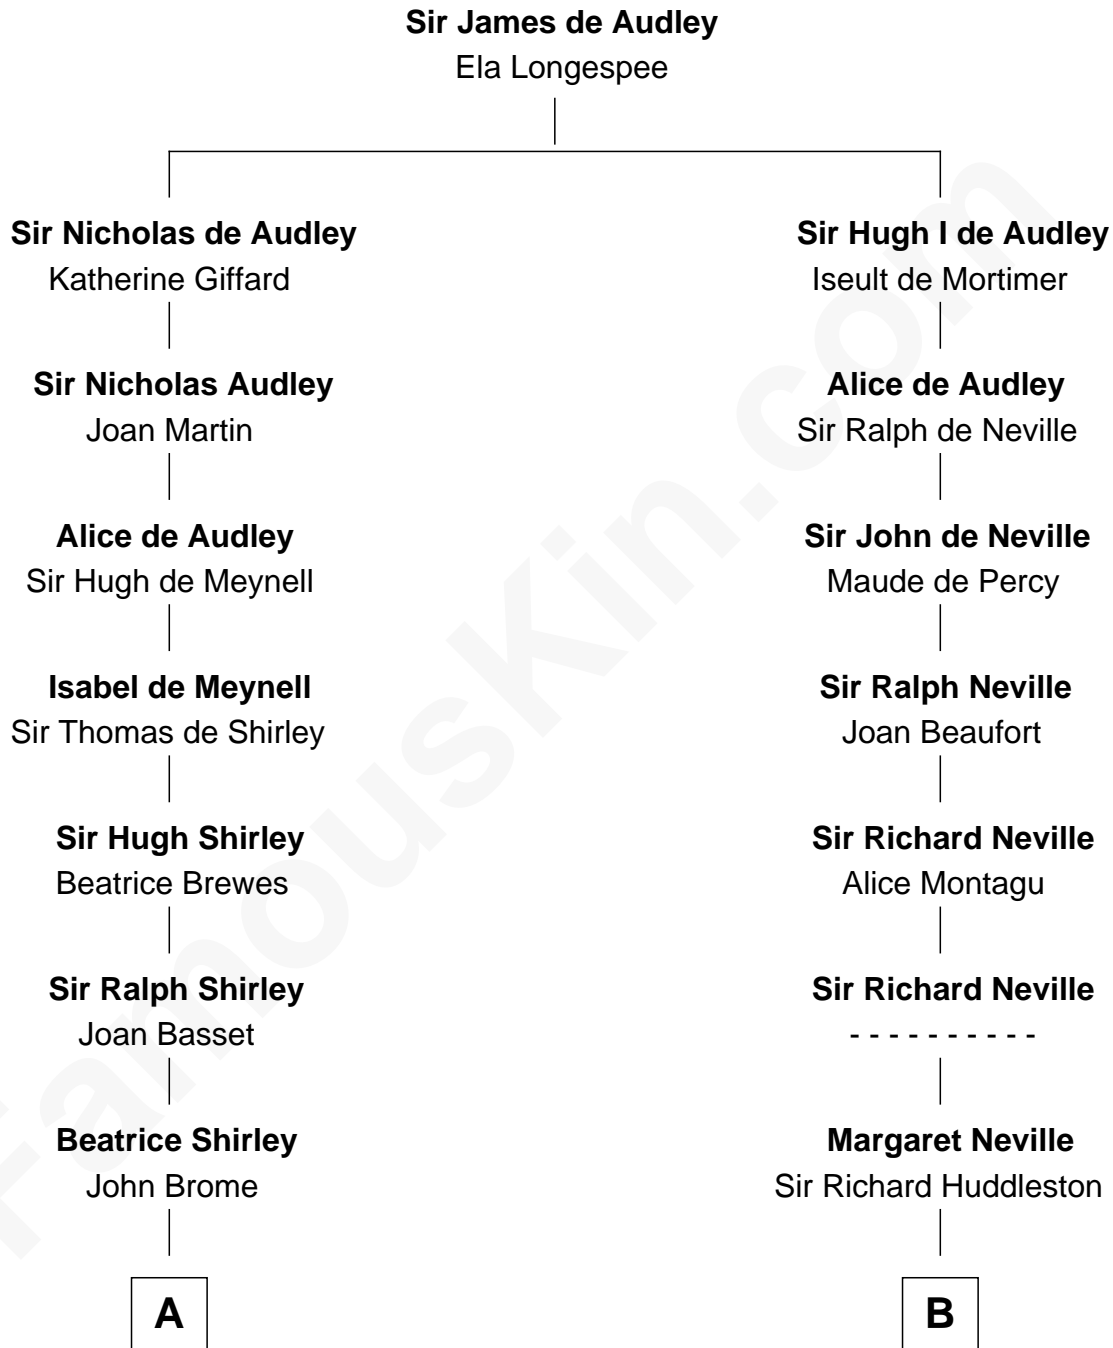 Sir James de Audley
Ela Longespee
Sir Nicholas de Audley
Katherine Giffard
Sir Hugh I de Audley
Iseult de Mortimer
Sir Nicholas Audley
Joan Martin
Alice de Audley
Sir Ralph de Neville
Alice de Audley
Sir Hugh de Meynell
Sir John de Neville
Maude de Percy
Isabel de Meynell
Sir Thomas de Shirley
Sir Ralph Neville
Joan Beaufort
Sir Hugh Shirley
Beatrice Brewes
Sir Richard Neville
Alice Montagu
Sir Ralph Shirley
Joan Basset
Sir Richard Neville
- - - - - - - - - -
Beatrice Shirley
John Brome
Margaret Neville
Sir Richard Huddleston
A
B
FamousKin.com